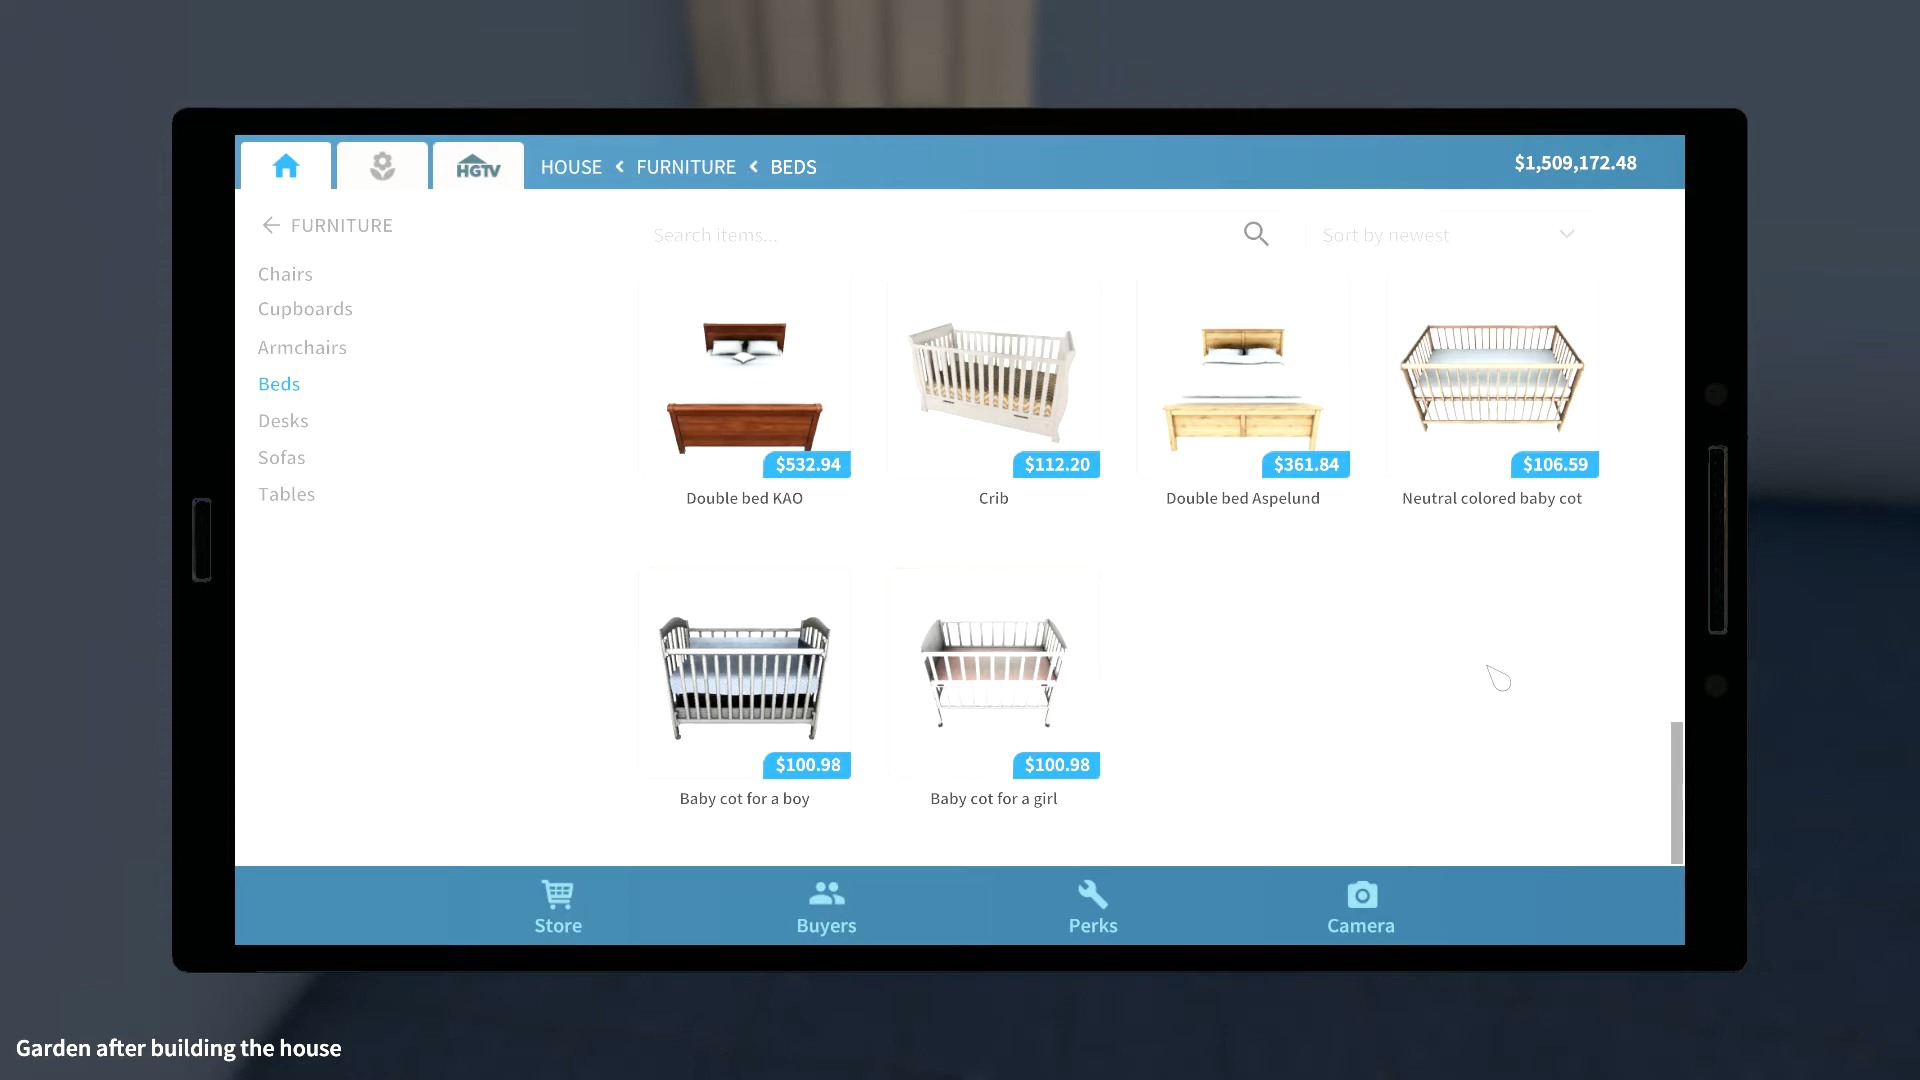 HGTV
HOUSE < FURNITURE < BEDS
$1,509,172.48
FURNITURE
Search items...
Sort by newest
Chairs
Cupboards
Armchairs
Beds
Desks
Sofas
Tables
$532.94
$112.20
$361.84
$106.59
Double bed KAO
Crib
Double bed Aspelund
Neutral colored baby cot
$100.98
$100.98
Baby cot for a boy
Baby cot for a girl
Store
Buyers
Perks
Camera
Garden after building the house